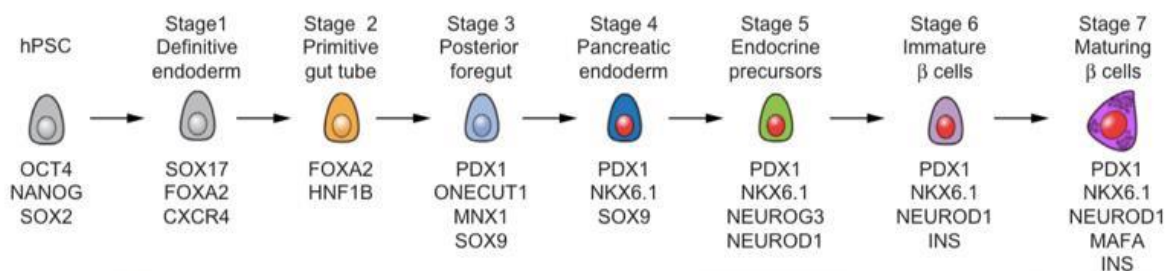 hPSC
OCT4
NANOG
SOX2
Stage1
Definitive
endoderm
SOX17
FOXA2
CXCR4
Stage 2
Primitive
gut tube
FOXA2
HNF1B
Stage 3
Posterior
foregut
PDX1
ONECUT1
MNX1
SOX9
Stage 4
Pancreatic
endoderm
PDX1
NKX6.1
SOX9
Stage 5
Endocrine
precursors
PDX1
NKX6.1
NEUROG3
NEUROD1
Stage 6
Immature
β cells
PDX1
NKX6.1
NEUROD1
INS
Stage 7
Maturing
β cells
PDX1
NKX6.1
NEUROD1
MAFA
INS